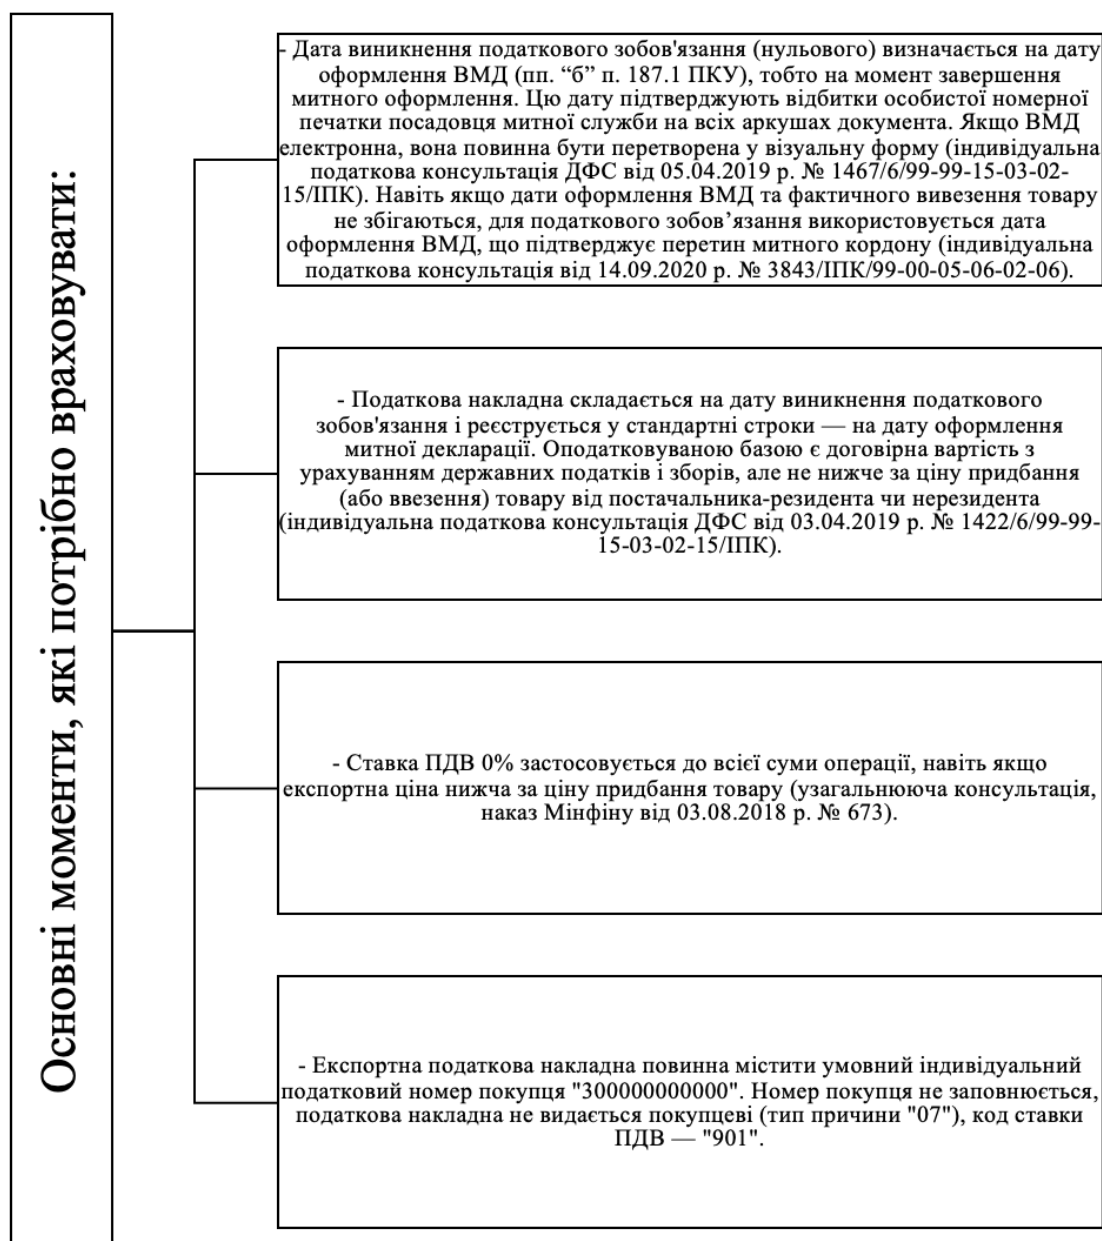 Основні моменти, які потрібно враховувати:
- Дата виникнення податкового зобов'язання (нульового) визначається на дату
оформлення ВМД (пп. “б” п. 187.1 ПКУ), тобто на момент завершення
митного оформлення. Цю дату підтверджують відбитки особистої номерної
печатки посадовця митної служби на всіх аркушах документа. Якщо ВМД
електронна, вона повинна бути перетворена у візуальну форму (індивідуальна
податкова консультація ДФС від 05.04.2019 р. № 1467/6/99-99-15-03-02-
15/ІПК). Навіть якщо дати оформлення ВМД та фактичного вивезення товару
не збігаються, для податкового зобов’язання використовується дата
оформлення ВМД, що підтверджує перетин митного кордону (індивідуальна
податкова консультація від 14.09.2020 р. № 3843/ІПК/99-00-05-06-02-06).
- Податкова накладна складається на дату виникнення податкового
зобов'язання і реєструється у стандартні строки — на дату оформлення
митної декларації. Оподатковуваною базою є договірна вартість з
урахуванням державних податків і зборів, але не нижче за ціну придбання
(або ввезення) товару від постачальника-резидента чи нерезидента
(індивідуальна податкова консультація ДФС від 03.04.2019 р. № 1422/6/99-99-
15-03-02-15/ІПК).
- Ставка ПДВ 0% застосовується до всієї суми операції, навіть якщо
експортна ціна нижча за ціну придбання товару (узагальнююча консультація,
наказ Мінфіну від 03.08.2018 р. № 673).
- Експортна податкова накладна повинна містити умовний індивідуальний
податковий номер покупця "300000000000". Номер покупця не заповнюється,
податкова накладна не видається покупцеві (тип причини "07"), код ставки
ПДВ — "901".